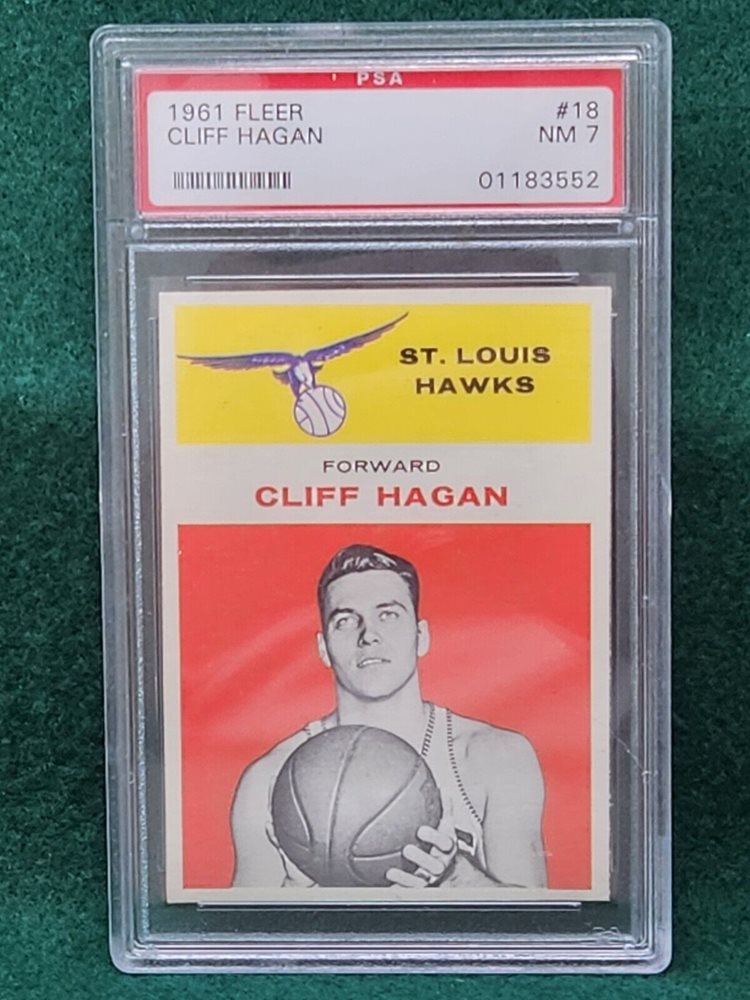 PSA
1961 FLEER #18
CLIFF HAGAN NM 7
01183552
ST. LOUIS
HAWKS
FORWARD
CLIFF HAGAN